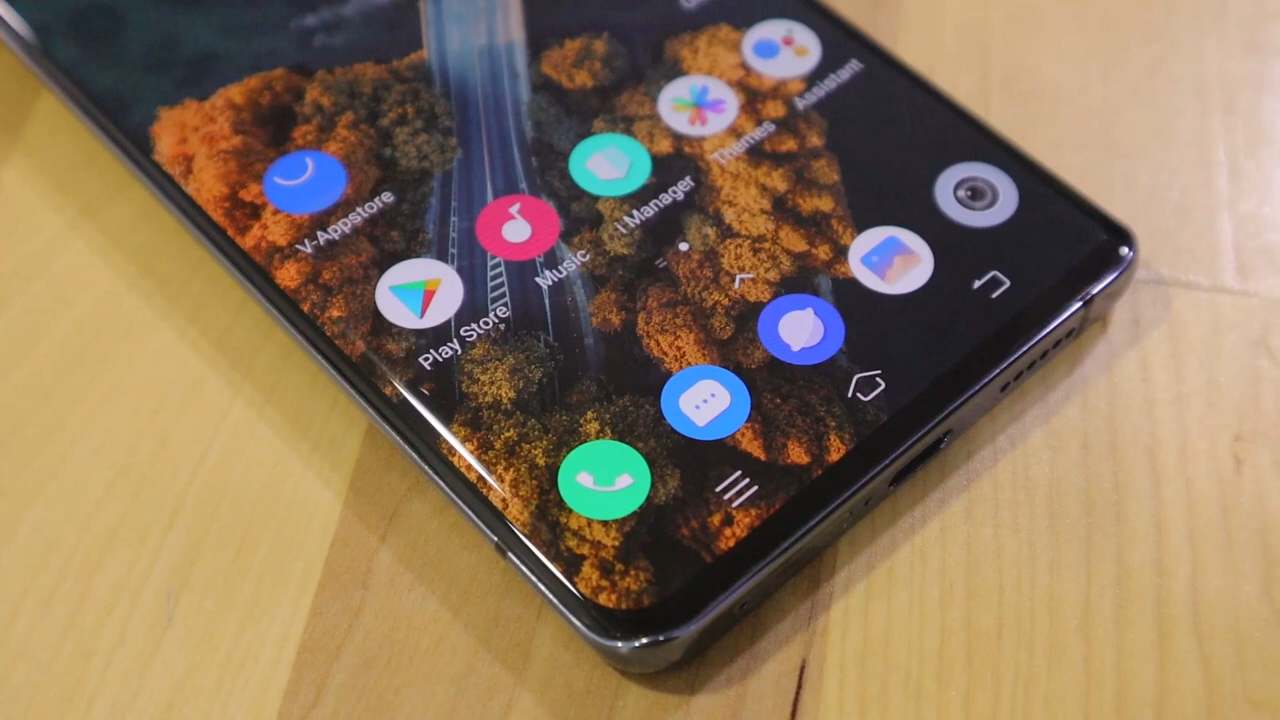 V-Appstore
Play Store
Music
i Manager
Themes
Assistant